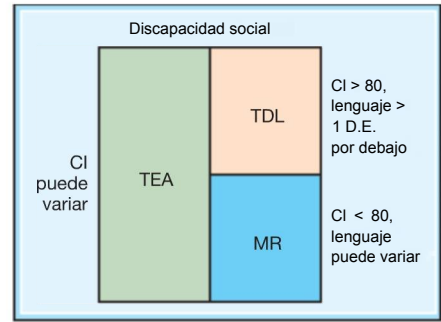 Discapacidad social
CI
puede
variar
TEA
TDL
CI > 80,
lenguaje >
1 D.E.
por debajo
MR
CI < 80,
lenguaje
puede variar